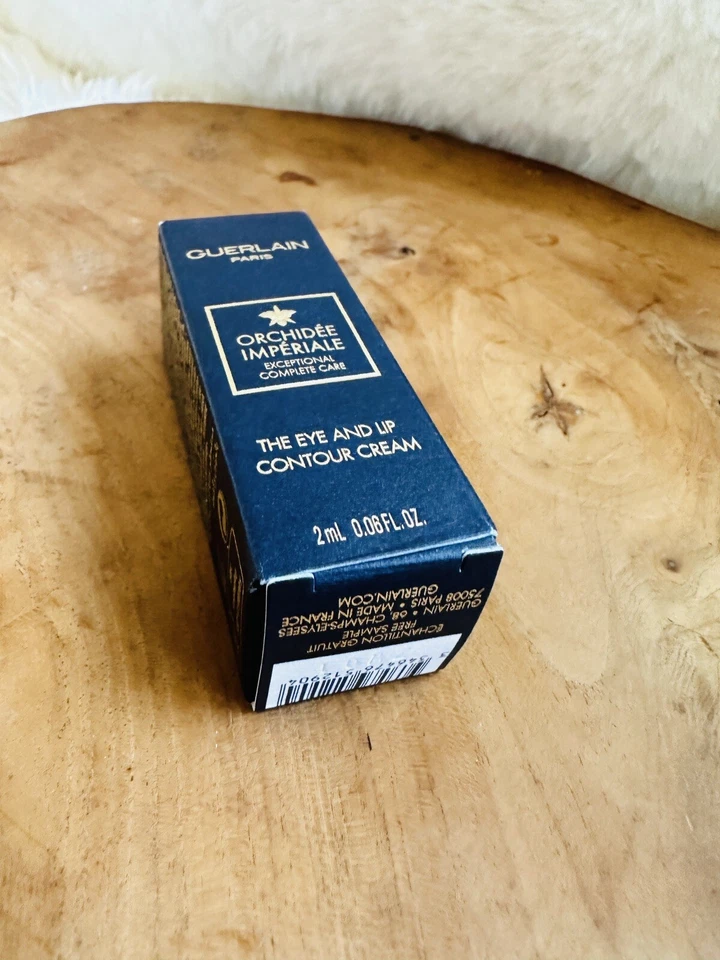 GUERLAIN
PARIS
ORCHIDÉE
IMPÉRIALE
EXCEPTIONAL
COMPLETE CARE
THE EYE AND LIP
CONTOUR CREAM
2mL 0.06FL.OZ.
ÉCHANTILLON GRATUIT
FREE SAMPLE
GUERLAIN • 68, CHAMPS-ELYSEES
75008 PARIS • MADE IN FRANCE
GUERLAIN.COM